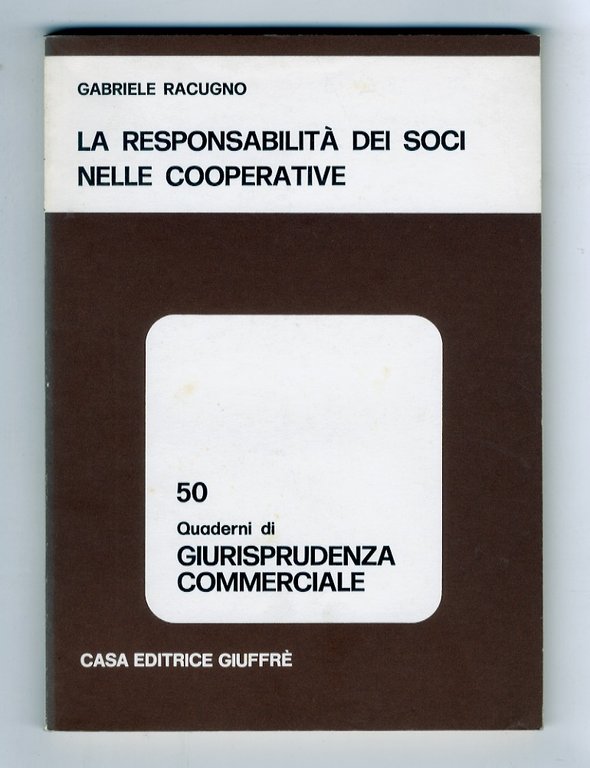 GABRIELE RACUGNO
LA RESPONSABILITÀ DEI SOCI
NELLE COOPERATIVE
50
Quaderni di
GIURISPRUDENZA
COMMERCIALE
CASA EDITRICE GIUFFRÈ